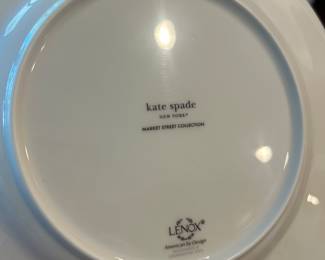 kate spade
NEW YORK®
MARKET STREET COLLECTION
LENOX®
American by Design